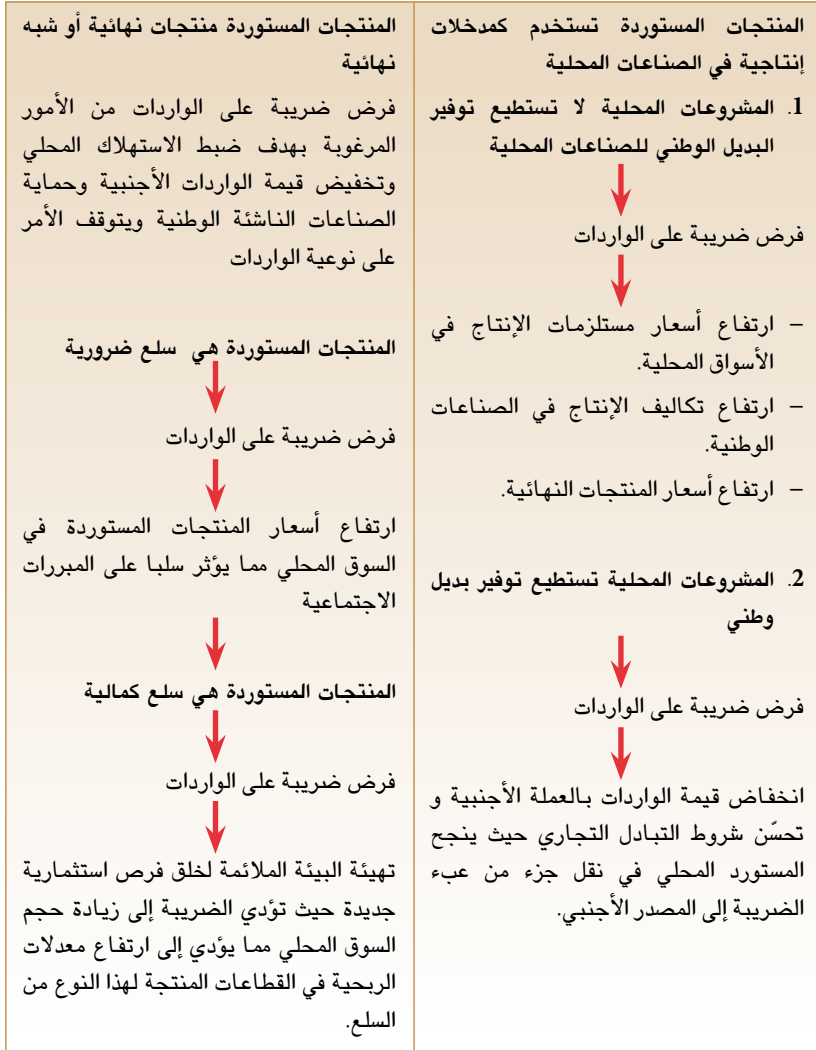 المنتجات المستوردة تستخدم كمدخلات
إنتاجية في الصناعات المحلية
1. المشروعات المحلية لا تستطيع توفير
البديل الوطني للصناعات المحلية
فرض ضريبة على الواردات
– ارتفاع أسعار مستلزمات الإنتاج في
الأسواق المحلية.
– ارتفاع تكاليف الإنتاج في الصناعات
الوطنية.
– ارتفاع أسعار المنتجات النهائية.
2. المشروعات المحلية تستطيع توفير بديل
وطني
فرض ضريبة على الواردات
انخفاض قيمة الواردات بالعملة الأجنبية و
تحسّن شروط التبادل التجاري حيث ينجح
المستورد المحلي في نقل جزء من عبء
الضريبة إلى المصدر الأجنبي.
المنتجات المستوردة منتجات نهائية أو شبه
نهائية
فرض ضريبة على الواردات من الأمور
المرغوبة بهدف ضبط الاستهلاك المحلي
وتخفيض قيمة الواردات الأجنبية وحماية
الصناعات الناشئة الوطنية ويتوقف الأمر
على نوعية الواردات
المنتجات المستوردة هي سلع ضرورية
فرض ضريبة على الواردات
ارتفاع أسعار المنتجات المستوردة في
السوق المحلي مما يؤثر سلبا على المبررات
الاجتماعية
المنتجات المستوردة هي سلع كمالية
فرض ضريبة على الواردات
تهيئة البيئة الملائمة لخلق فرص استثمارية
جديدة حيث تؤدي الضريبة إلى زيادة حجم
السوق المحلي مما يؤدي إلى ارتفاع معدلات
الربحية في القطاعات المنتجة لهذا النوع من
السلع.